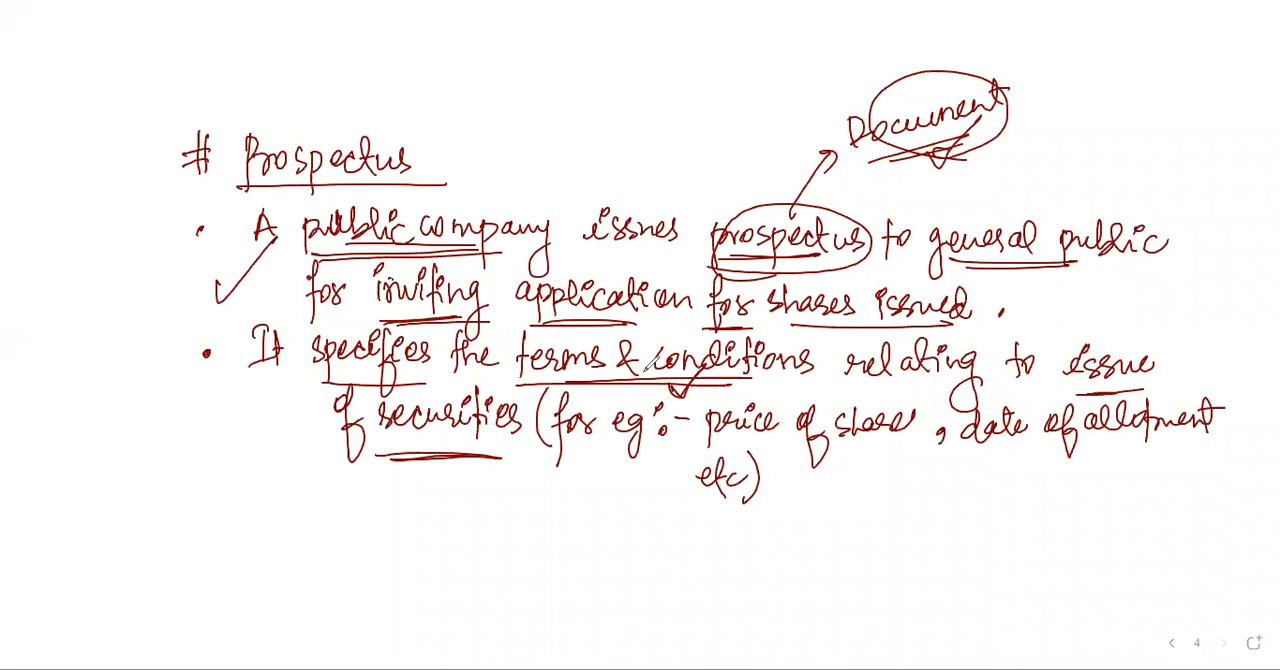 Document
# Prospectus
. A public company issues prospectus to general public
for inviting application for shares issued.
. It specifies the terms & conditions relating to issue
of securities (for eg:- price of share, date of allotment
etc)
4